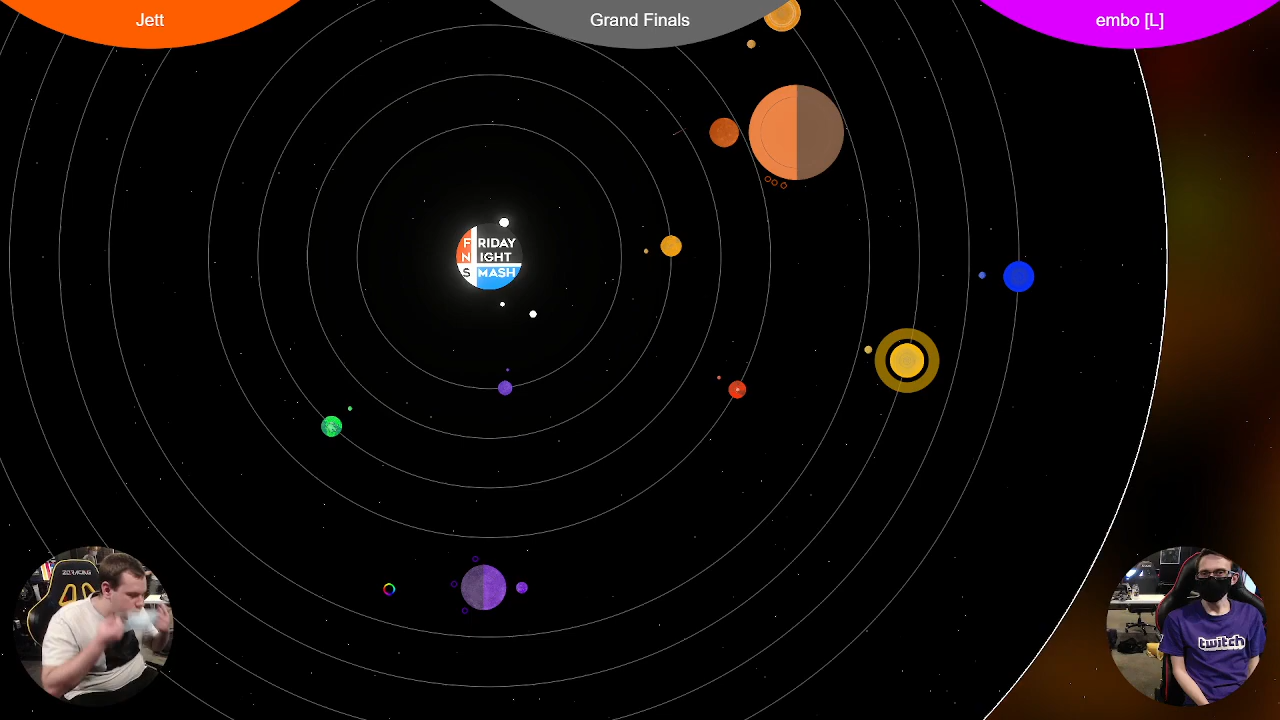 Jett
Grand Finals
embo [L]
FRIDAY
NIGHT
SMASH
twitch